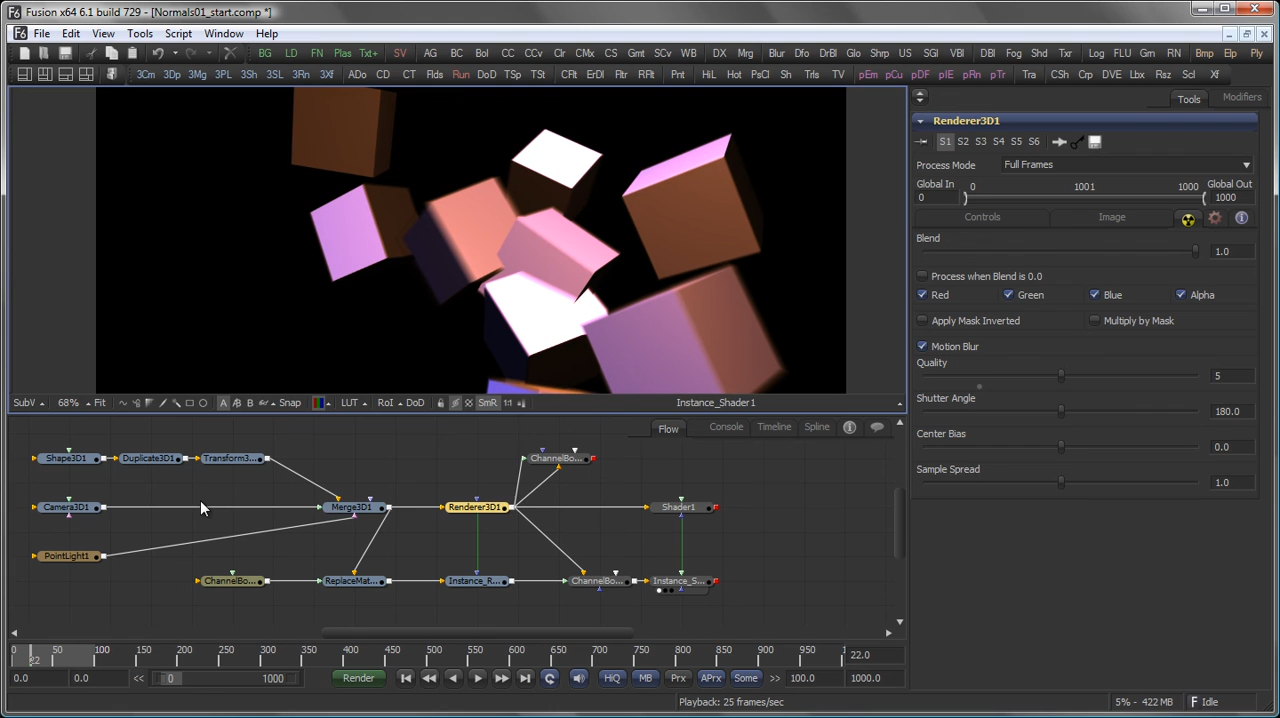 Fusion x64 6.1 build 729 - [Normals01_start.comp *]
File Edit View Tools Script Window Help
BG LD FN Plas Txt+ SV AG BC Bol CC CCv Clr CMx CS Gmt SCv WB DX Mrg Blur Dfo DrBl Glo Shrp US SGl VBl DBl Fog Shd Txr Log FLU Gm RN Bmp Elp Ply
3Cm 3Dp 3Mg 3PL 3Sh 3SL 3Rn 3Xf ADo CD CT Flds Run DoD TSp TSt CFlt ErDl Fltr RFlt Pnt HiL Hot PsCl Sh Trls TV pEm pCu pDF pIE pRn pTr Tra CSh Crp DVE Lbx Rsz Scl Xf
Tools Modifiers
Renderer3D1
S1 S2 S3 S4 S5 S6
Process Mode Full Frames
Global In 0 1001 1000 Global Out
0 1000
Controls Image
Blend
1.0
Process when Blend is 0.0
Red Green Blue Alpha
Apply Mask Inverted Multiply by Mask
Motion Blur
Quality
5
Shutter Angle
180.0
Center Bias
0.0
Sample Spread
1.0
SubV 68% Fit A A/B B Snap LUT RoI DoD SmR 1:1 Instance_Shader1
Flow Console Timeline Spline
Shape3D1 Duplicate3D1 Transform3... ChannelBo...
Camera3D1 Merge3D1 Renderer3D1 Shader1
PointLight1
ChannelBo... ReplaceMat... Instance_R... ChannelBo... Instance_S...
0 50 100 150 200 250 300 350 400 450 500 550 600 650 700 750 800 850 900 950 22.0
22
0.0 0.0 << 0 1000 Render HiQ MB Prx APrx Some >> 100.0 1000.0
Playback: 25 frames/sec 5% - 422 MB Idle